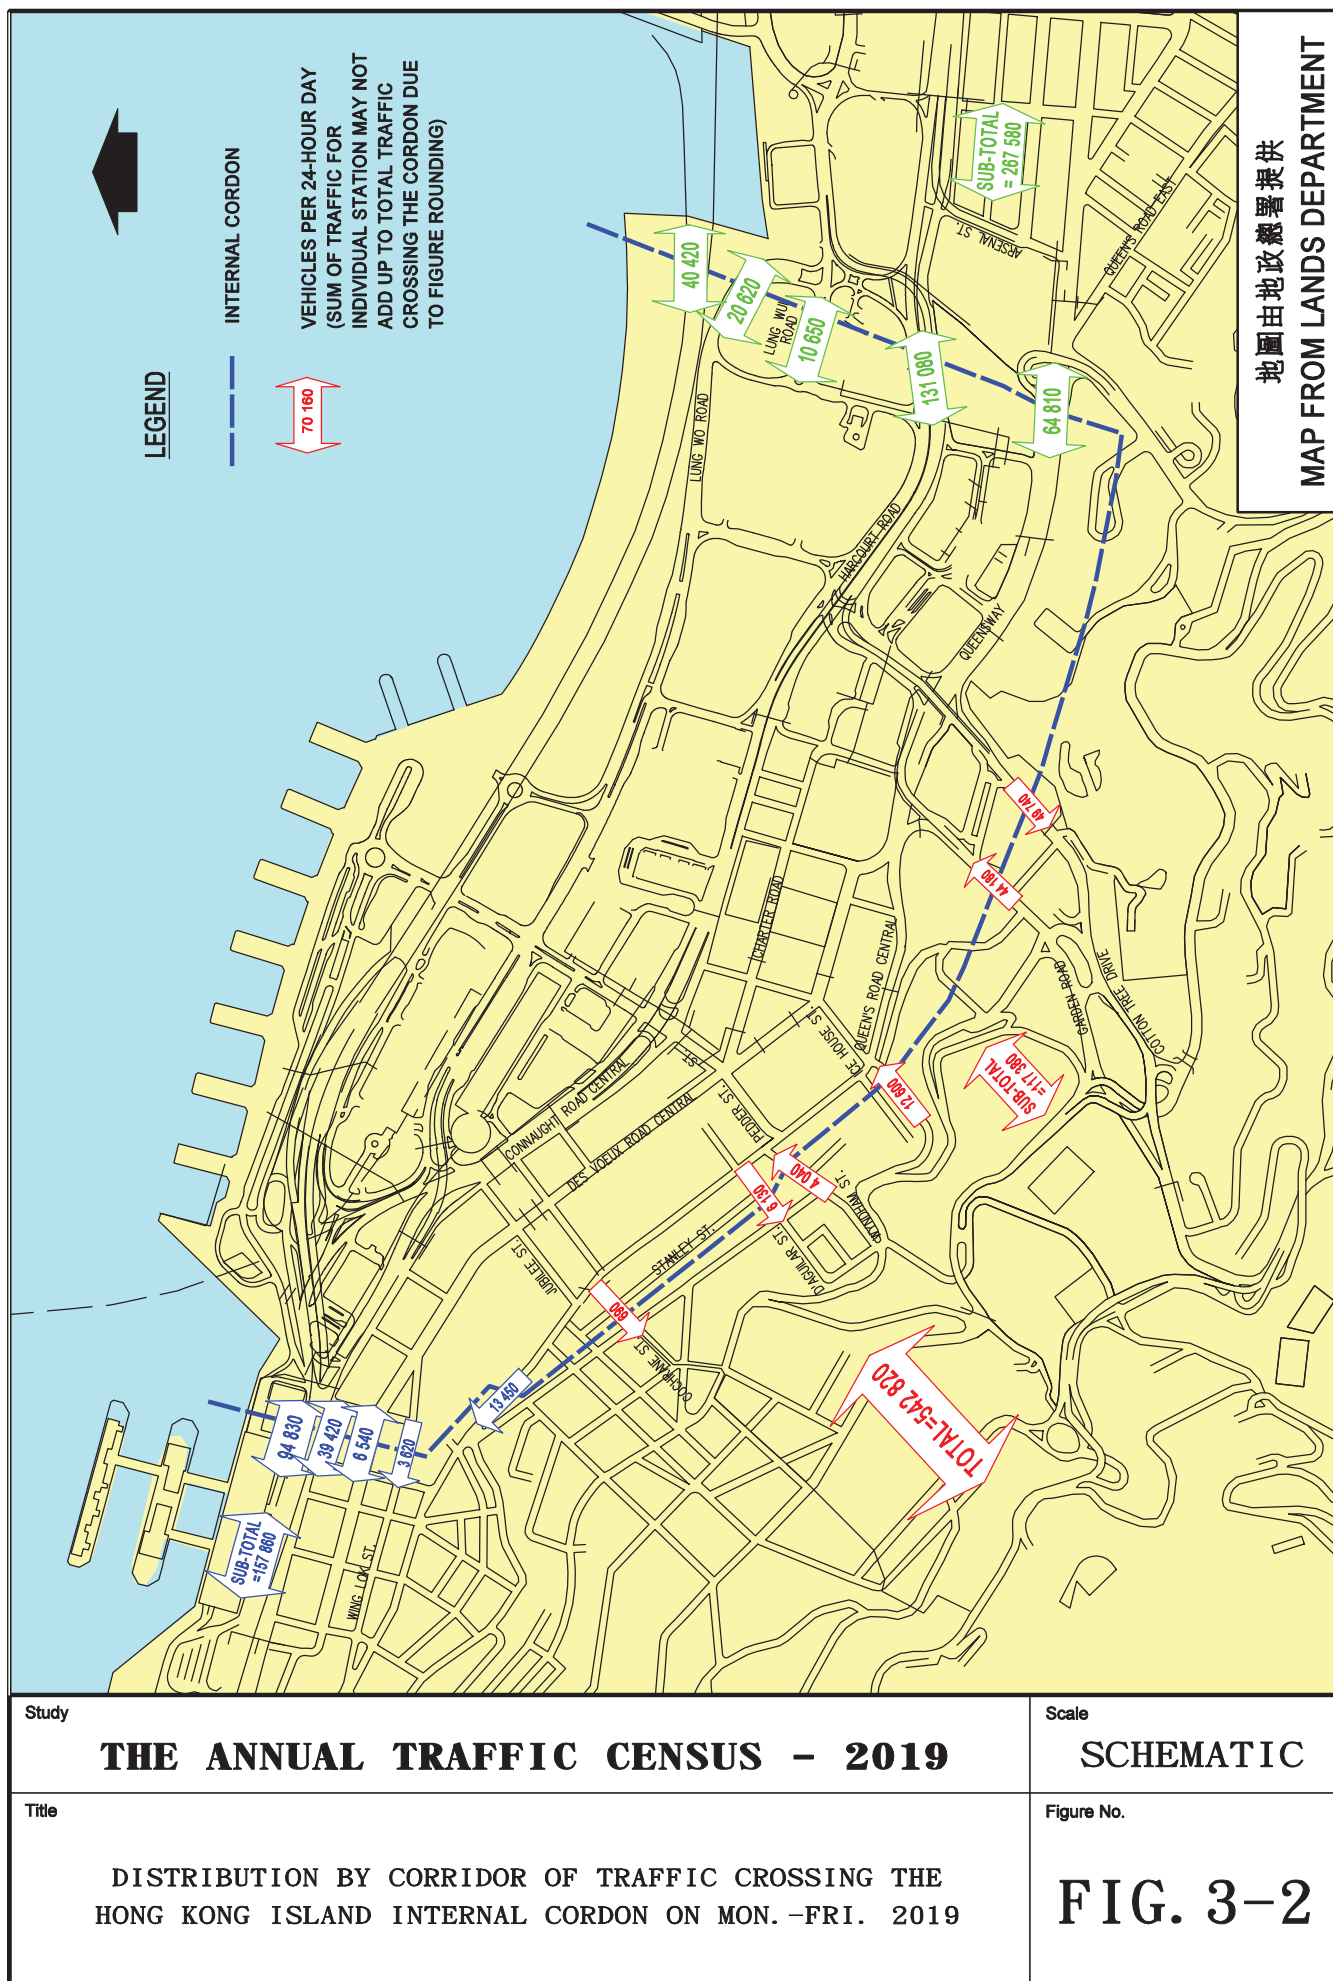 LEGEND
INTERNAL CORDON
70 160
VEHICLES PER 24-HOUR DAY
(SUM OF TRAFFIC FOR
INDIVIDUAL STATION MAY NOT
ADD UP TO TOTAL TRAFFIC
CROSSING THE CORDON DUE
TO FIGURE ROUNDING)
地圖由地政總署提供
MAP FROM LANDS DEPARTMENT
40 420
20 620
LUNG WUI
ROAD
10 650
131 080
64 810
SUB-TOTAL
= 267 580
ARSENAL ST.
QUEEN'S ROAD EAST
LUNG WO ROAD
HARCOURT ROAD
QUEENSWAY
49 740
44 180
CHARTER ROAD
QUEEN'S ROAD CENTRAL
ICE HOUSE ST.
GARDEN ROAD
COTTON TREE DRIVE
SUB-TOTAL
=117 380
12 600
4 040
6 130
CONNAUGHT ROAD CENTRAL
DES VOEUX ROAD CENTRAL
ST
PEDDER ST.
WYNDHAM ST.
D'AGUILAR ST.
STANLEY ST.
JUBILEE ST.
690
COCHRANE ST.
13 450
94 830
39 420
6 540
3 620
SUB-TOTAL
=157 860
WING LOK ST.
TOTAL=542 820
Study
THE ANNUAL TRAFFIC CENSUS - 2019
Scale
SCHEMATIC
Title
DISTRIBUTION BY CORRIDOR OF TRAFFIC CROSSING THE
HONG KONG ISLAND INTERNAL CORDON ON MON.-FRI. 2019
Figure No.
FIG. 3-2